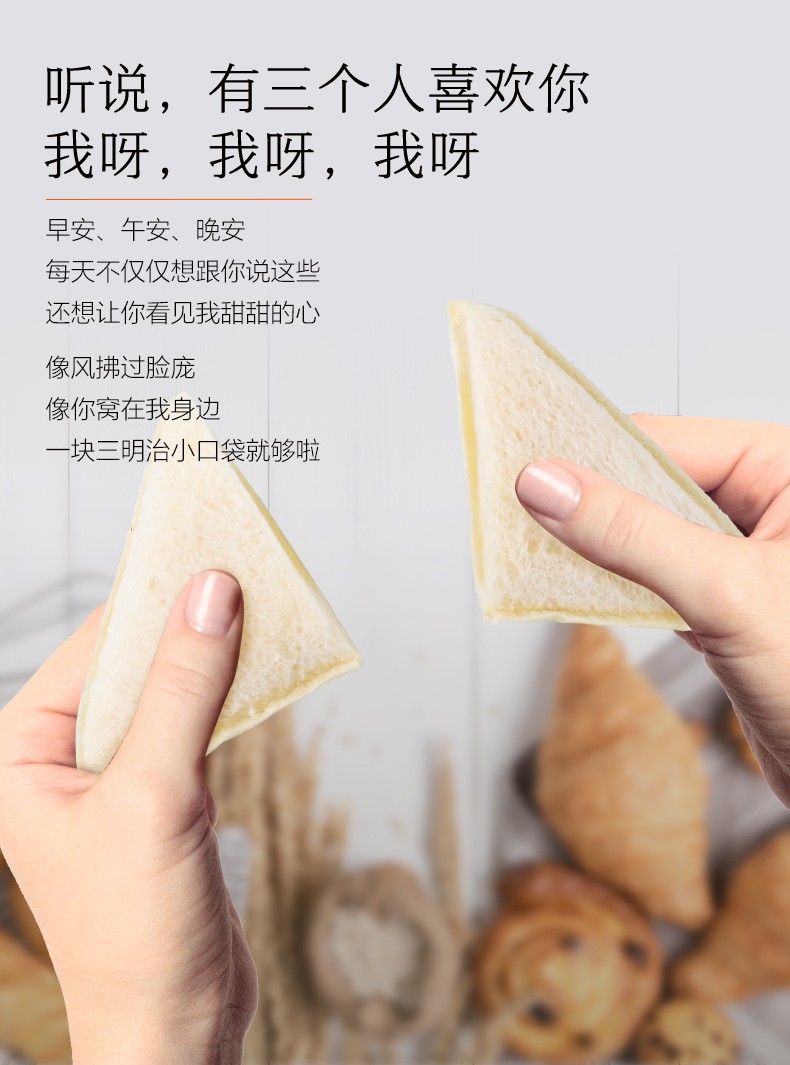 听说，有三个人喜欢你
我呀，我呀，我呀
早安、午安、晚安
每天不仅仅想跟你说这些
还想让你看见我甜甜的心
像风拂过脸庞
像你窝在我身边
一块三明治小口袋就够啦